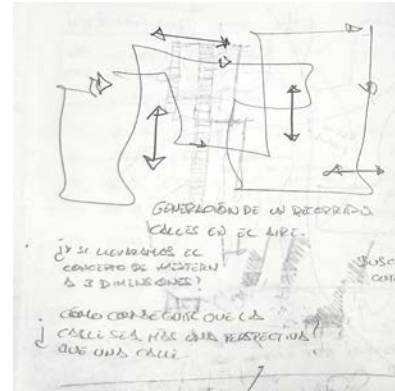 GENERACIÓN DE UN RECORRIDO
CALLES EN EL AIRE.
¿Y SI LLEVARAMOS EL
CONCEPTO DE WESTERN
A 3 DIMENSIONES?
¿CÓMO CONSEGUIR QUE LA
CALLE SEA MÁS UNA PERSPECTIVA
QUE UNA CALLE.